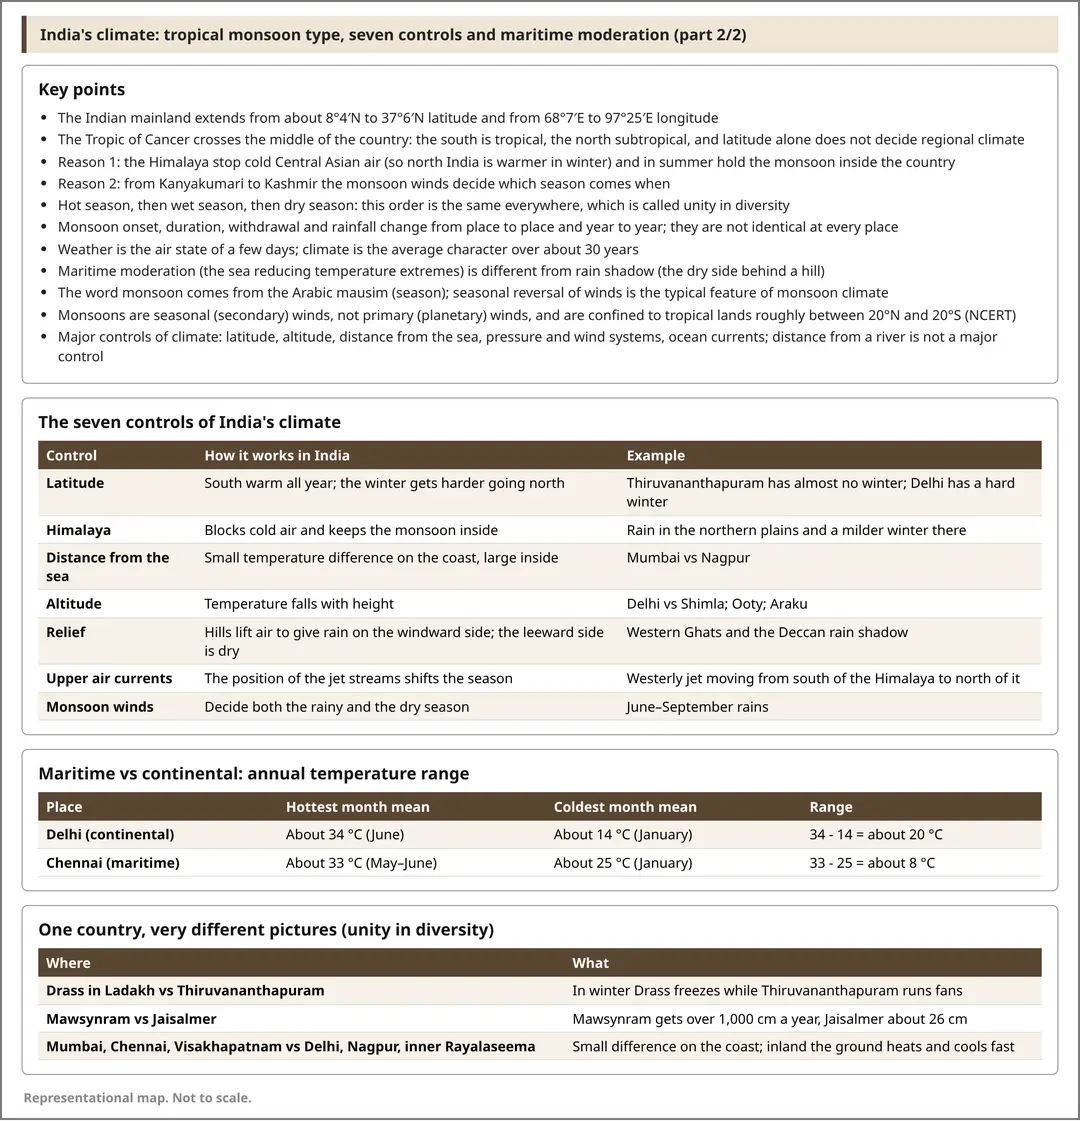 India's climate: tropical monsoon type, seven controls and maritime moderation (part 2/2)
Key points
• The Indian mainland extends from about 8°4′N to 37°6′N latitude and from 68°7′E to 97°25′E longitude
• The Tropic of Cancer crosses the middle of the country: the south is tropical, the north subtropical, and latitude alone does not decide regional climate
• Reason 1: the Himalaya stop cold Central Asian air (so north India is warmer in winter) and in summer hold the monsoon inside the country
• Reason 2: from Kanyakumari to Kashmir the monsoon winds decide which season comes when
• Hot season, then wet season, then dry season: this order is the same everywhere, which is called unity in diversity
• Monsoon onset, duration, withdrawal and rainfall change from place to place and year to year; they are not identical at every place
• Weather is the air state of a few days; climate is the average character over about 30 years
• Maritime moderation (the sea reducing temperature extremes) is different from rain shadow (the dry side behind a hill)
• The word monsoon comes from the Arabic mausim (season); seasonal reversal of winds is the typical feature of monsoon climate
• Monsoons are seasonal (secondary) winds, not primary (planetary) winds, and are confined to tropical lands roughly between 20°N and 20°S (NCERT)
• Major controls of climate: latitude, altitude, distance from the sea, pressure and wind systems, ocean currents; distance from a river is not a major
control
The seven controls of India's climate
Control How it works in India Example
Latitude South warm all year; the winter gets harder going north Thiruvananthapuram has almost no winter; Delhi has a hard
winter
Himalaya Blocks cold air and keeps the monsoon inside Rain in the northern plains and a milder winter there
Distance from the Small temperature difference on the coast, large inside Mumbai vs Nagpur
sea
Altitude Temperature falls with height Delhi vs Shimla; Ooty; Araku
Relief Hills lift air to give rain on the windward side; the leeward side Western Ghats and the Deccan rain shadow
is dry
Upper air currents The position of the jet streams shifts the season Westerly jet moving from south of the Himalaya to north of it
Monsoon winds Decide both the rainy and the dry season June–September rains
Maritime vs continental: annual temperature range
Place Hottest month mean Coldest month mean Range
Delhi (continental) About 34 °C (June) About 14 °C (January) 34 - 14 = about 20 °C
Chennai (maritime) About 33 °C (May–June) About 25 °C (January) 33 - 25 = about 8 °C
One country, very different pictures (unity in diversity)
Where What
Drass in Ladakh vs Thiruvananthapuram In winter Drass freezes while Thiruvananthapuram runs fans
Mawsynram vs Jaisalmer Mawsynram gets over 1,000 cm a year, Jaisalmer about 26 cm
Mumbai, Chennai, Visakhapatnam vs Delhi, Nagpur, inner Rayalaseema Small difference on the coast; inland the ground heats and cools fast
Representational map. Not to scale.